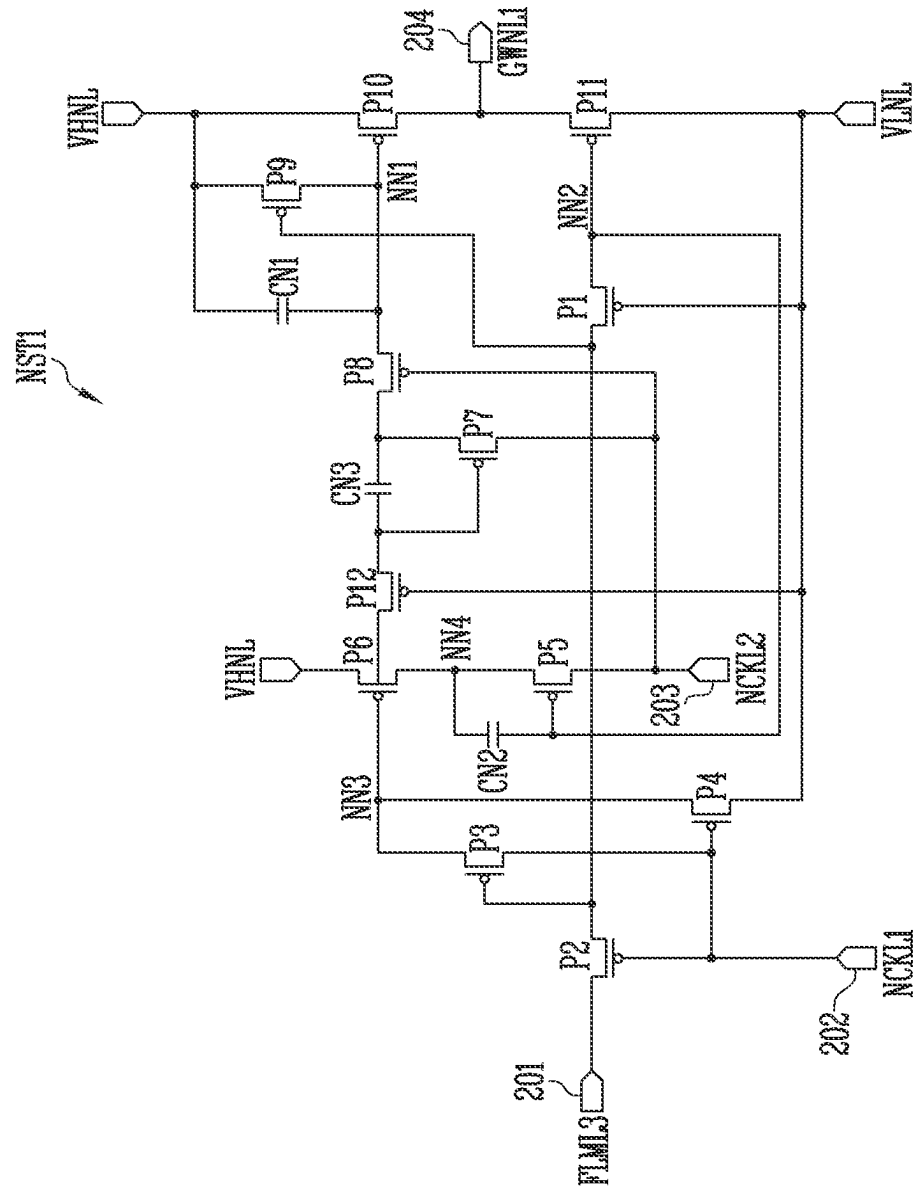 NST1
204
GWNL1
VHNL
P10
P11
VLNL
P9
NN1
NN2
CN1
P1
P8
P7
CN3
P12
VHNL
P6
NN4
P5
203
NCKL2
CN2
NN3
P4
P3
P2
NCKL1
202
201
FLML3